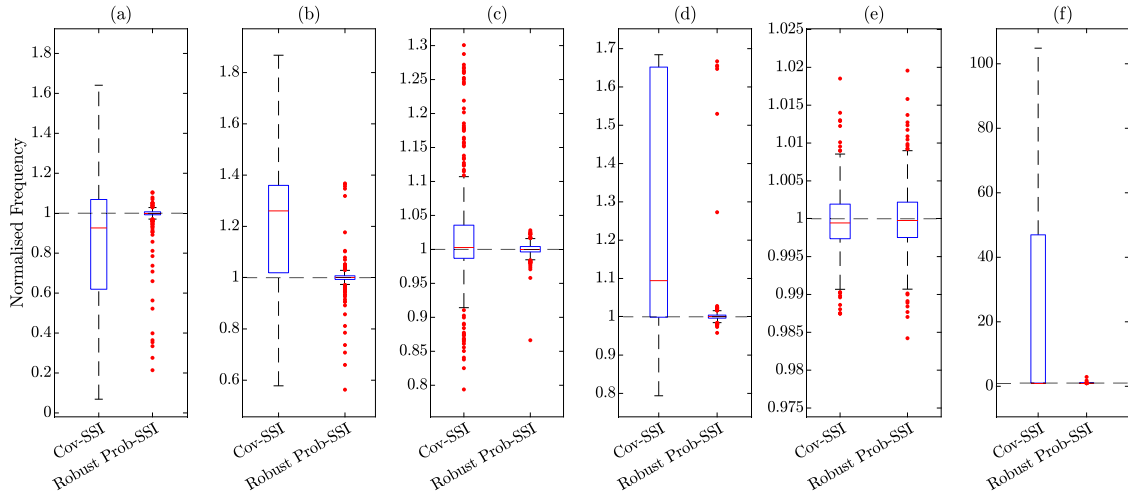 (a)
(b)
(c)
(d)
(e)
(f)
Normalised Frequency
1.8
1.6
1.4
1.2
1
0.8
0.6
0.4
0.2
0
Cov-SSI
Robust Prob-SSI
1.8
1.6
1.4
1.2
1
0.8
0.6
Cov-SSI
Robust Prob-SSI
1.3
1.25
1.2
1.15
1.1
1.05
1
0.95
0.9
0.85
0.8
Cov-SSI
Robust Prob-SSI
1.7
1.6
1.5
1.4
1.3
1.2
1.1
1
0.9
0.8
Cov-SSI
Robust Prob-SSI
1.025
1.02
1.015
1.01
1.005
1
0.995
0.99
0.985
0.98
0.975
Cov-SSI
Robust Prob-SSI
100
80
60
40
20
0
Cov-SSI
Robust Prob-SSI